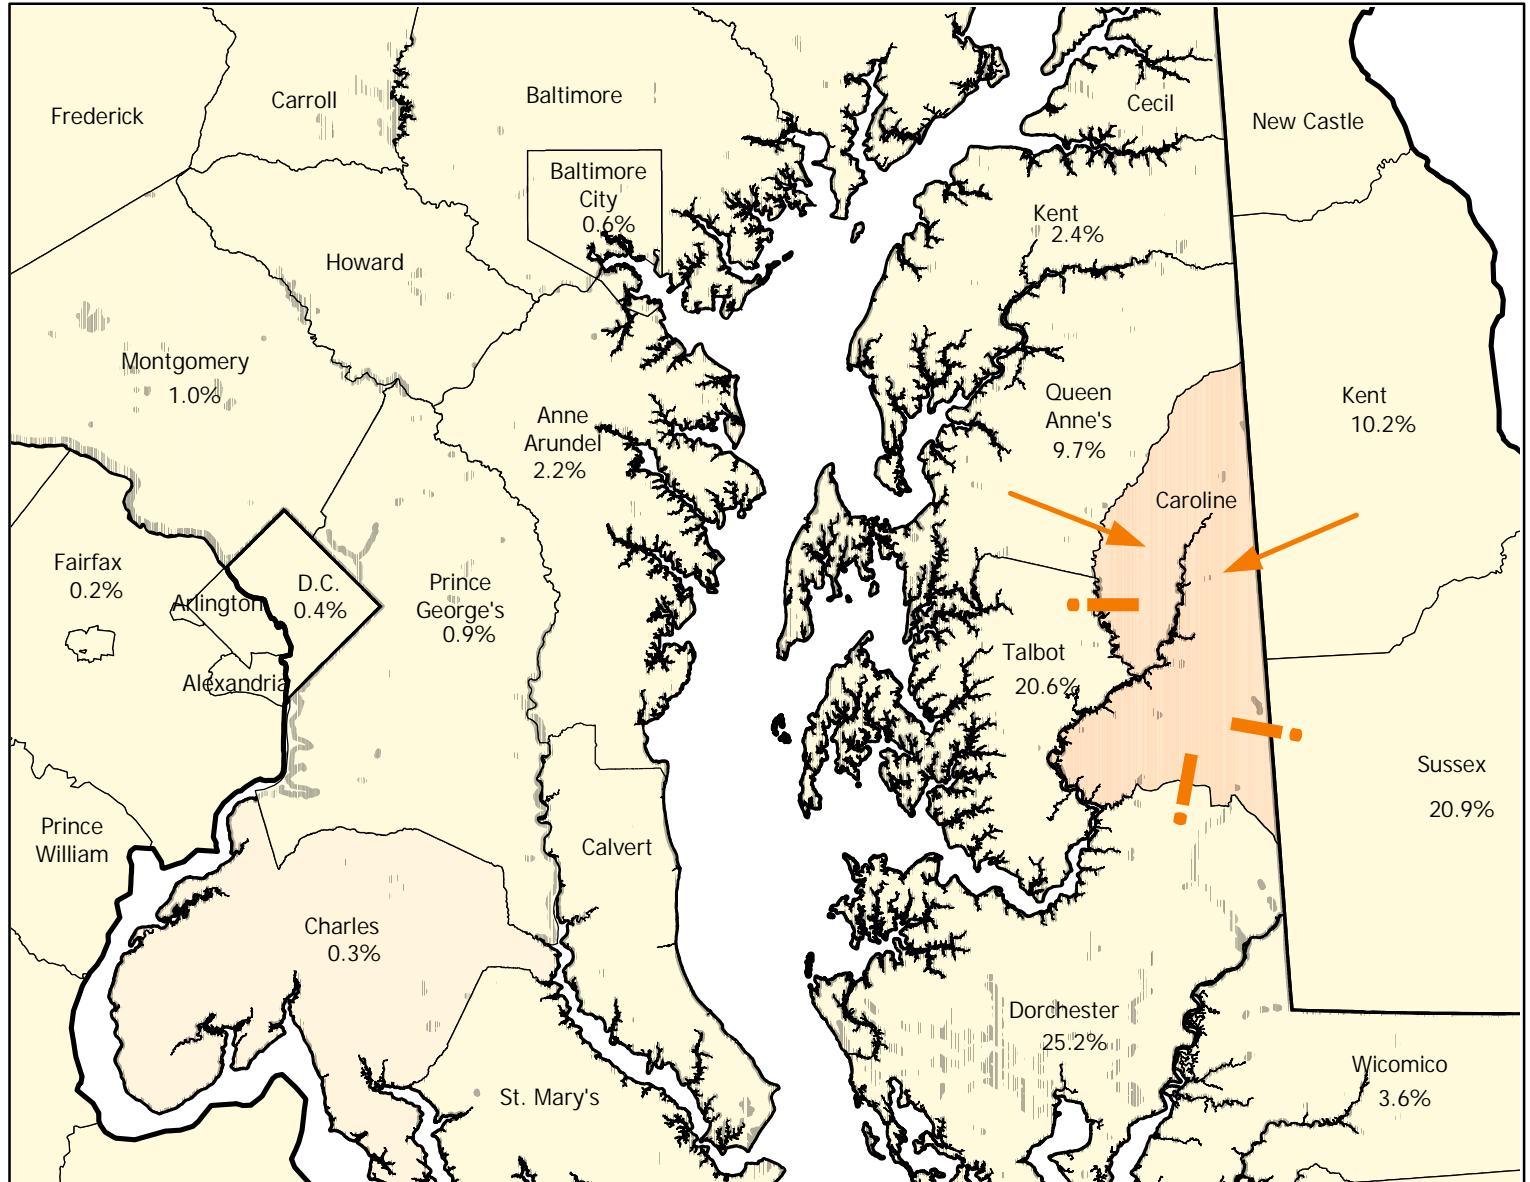 Frederick
Carroll
Baltimore
Cecil
New Castle
Baltimore
City
0.6%
Kent
2.4%
Howard
Montgomery
1.0%
Anne
Arundel
2.2%
Queen
Anne's
9.7%
Kent
10.2%
Caroline
Fairfax
0.2%
Arlington
D.C.
0.4%
Prince
George's
0.9%
Talbot
20.6%
Alexandria
Sussex
20.9%
Prince
William
Calvert
Charles
0.3%
Dorchester
25.2%
St. Mary's
Wicomico
3.6%